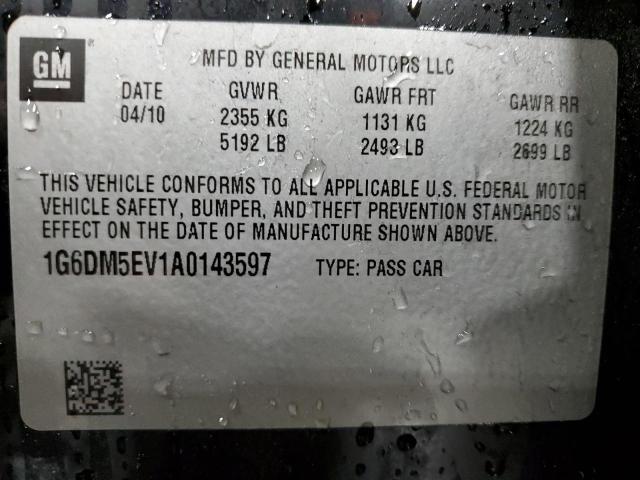 GM
MFD BY GENERAL MOTORS LLC
DATE GVWR GAWR FRT GAWR RR
04/10 2355 KG 1131 KG 1224 KG
5192 LB 2493 LB 2699 LB
THIS VEHICLE CONFORMS TO ALL APPLICABLE U.S. FEDERAL MOTOR
VEHICLE SAFETY, BUMPER, AND THEFT PREVENTION STANDARDS IN
EFFECT ON THE DATE OF MANUFACTURE SHOWN ABOVE.
1G6DM5EV1A0143597 TYPE: PASS CAR